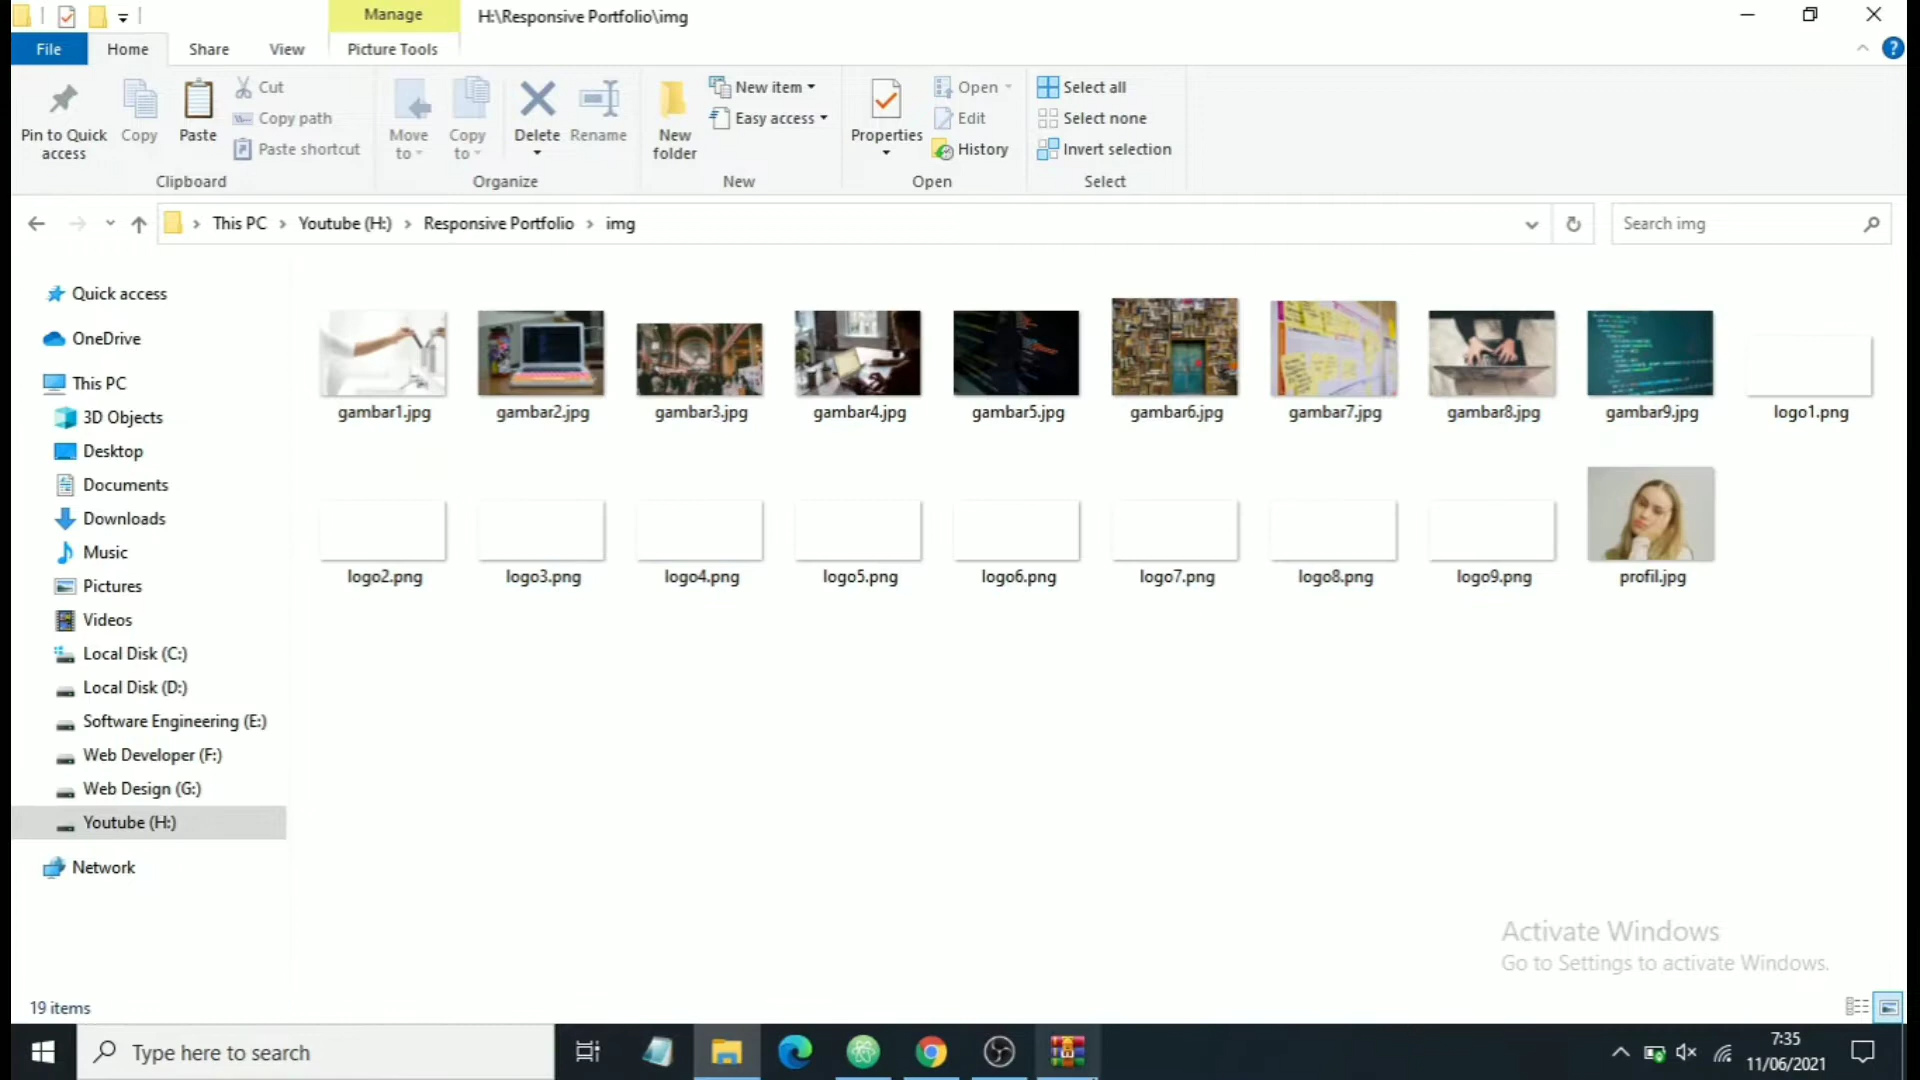 Manage
H:\Responsive Portfolio\img
File
Home
Share
View
Picture Tools
Pin to Quick access
Copy
Paste
Cut
Copy path
Paste shortcut
Clipboard
Move to
Copy to
Delete
Rename
Organize
New folder
New item
Easy access
New
Properties
Open
Edit
History
Open
Select all
Select none
Invert selection
Select
This PC
Youtube (H:)
Responsive Portfolio
img
Search img
Quick access
OneDrive
This PC
3D Objects
Desktop
Documents
Downloads
Music
Pictures
Videos
Local Disk (C:)
Local Disk (D:)
Software Engineering (E:)
Web Developer (F:)
Web Design (G:)
Youtube (H:)
Network
gambar1.jpg
gambar2.jpg
gambar3.jpg
gambar4.jpg
gambar5.jpg
gambar6.jpg
gambar7.jpg
gambar8.jpg
gambar9.jpg
logo1.png
logo2.png
logo3.png
logo4.png
logo5.png
logo6.png
logo7.png
logo8.png
logo9.png
profil.jpg
Activate Windows
Go to Settings to activate Windows.
19 items
Type here to search
7:35
11/06/2021